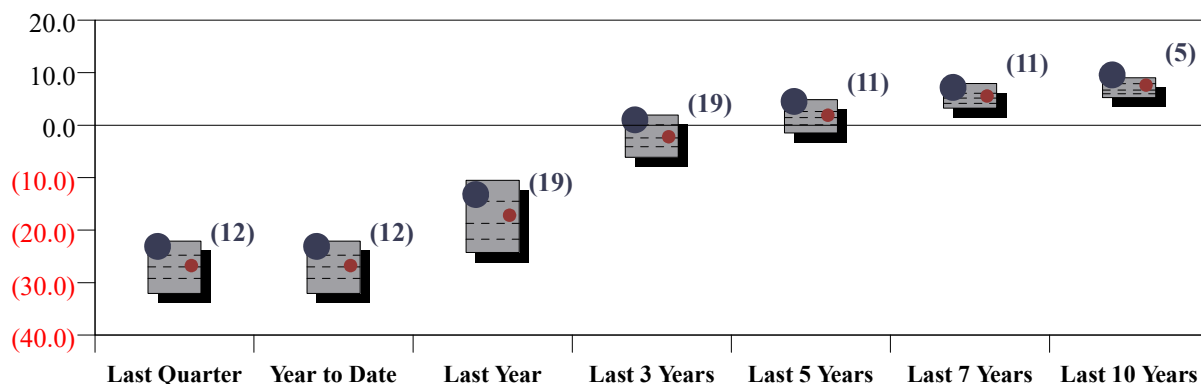 20.0
10.0
0.0
(10.0)
(20.0)
(30.0)
(40.0)
(12)
(12)
(19)
(19)
(11)
(11)
(5)
Last Quarter
Year to Date
Last Year
Last 3 Years
Last 5 Years
Last 7 Years
Last 10 Years